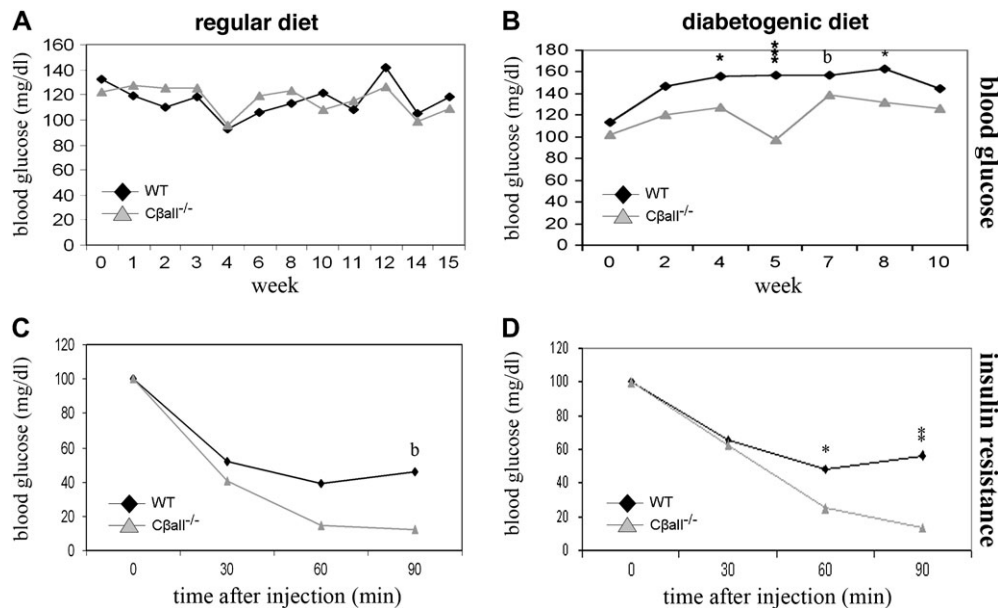 A
regular diet
blood glucose (mg/dl)
160
140
120
100
80
60
40
20
0
WT
Cβall⁻/⁻
0 1 2 3 4 6 8 10 11 12 14 15
week
B
diabetogenic diet
blood glucose (mg/dl)
180
160
140
120
100
80
60
40
20
0
* *** b *
WT
Cβall⁻/⁻
0 2 4 5 7 8 10
week
blood glucose
C
blood glucose (mg/dl)
120
100
80
60
40
20
0
b
WT
Cβall⁻/⁻
0 30 60 90
time after injection (min)
D
blood glucose (mg/dl)
120
100
80
60
40
20
0
* **
WT
Cβall⁻/⁻
0 30 60 90
time after injection (min)
insulin resistance